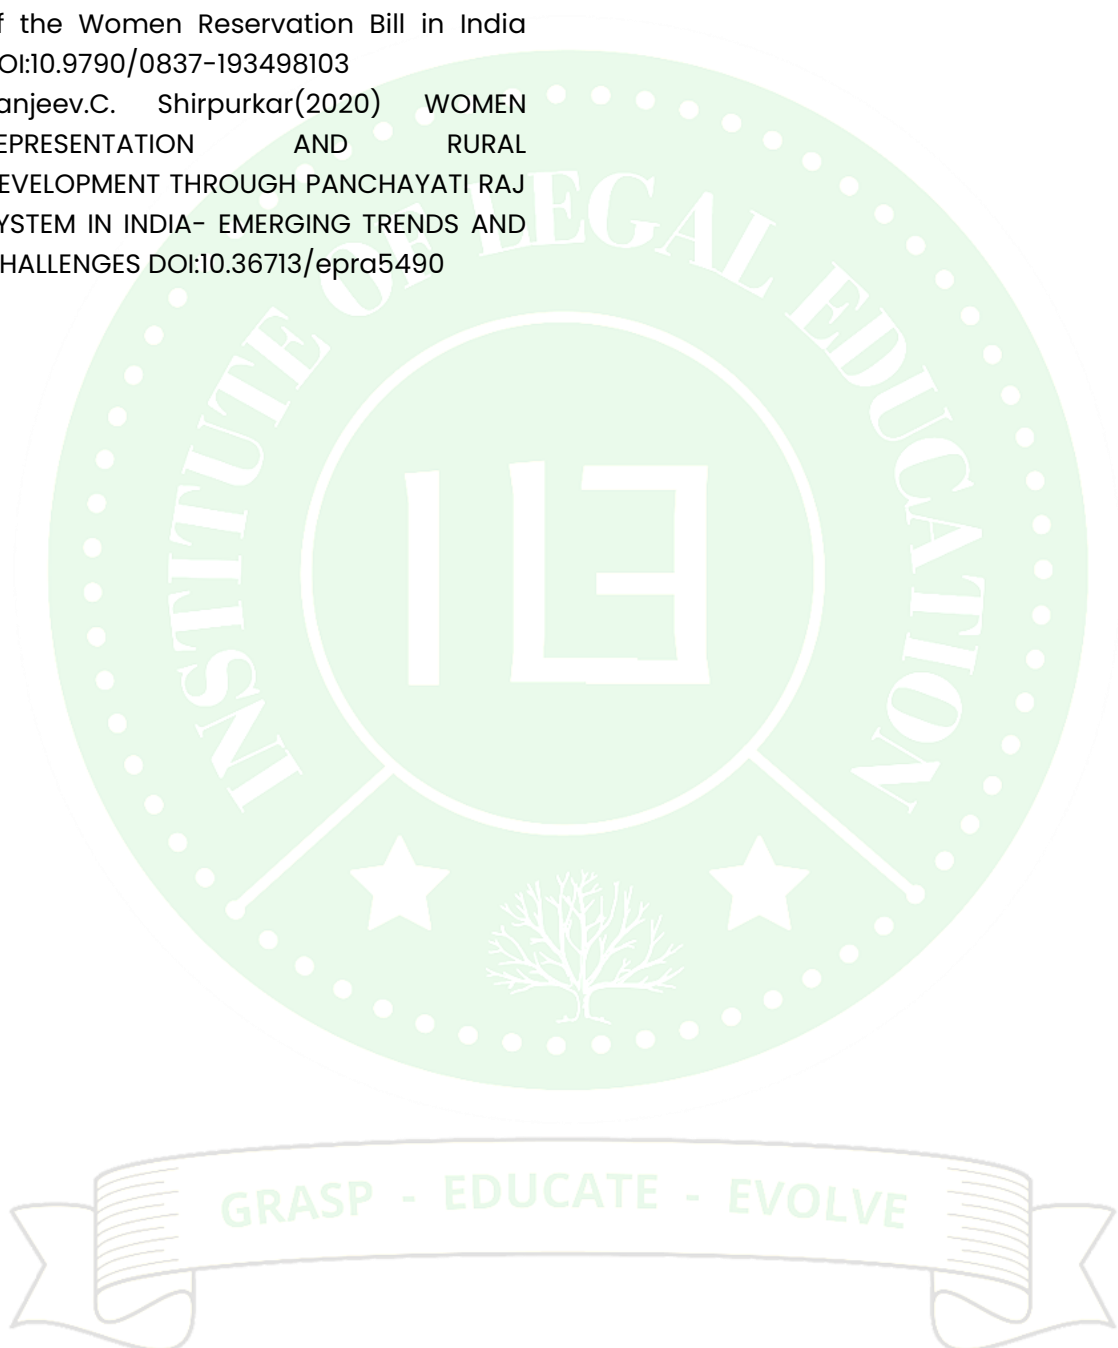 f the Women Reservation Bill in India
OI:10.9790/0837-193498103
anjeev.C. Shirpurkar(2020) WOMEN
EPRESENTATION AND RURAL
EVELOPMENT THROUGH PANCHAYATI RAJ
YSTEM IN INDIA- EMERGING TRENDS AND
HALLENGES DOI:10.36713/epra5490
INSTITUTE OF LEGAL EDUCATION
ILE
GRASP - EDUCATE - EVOLVE